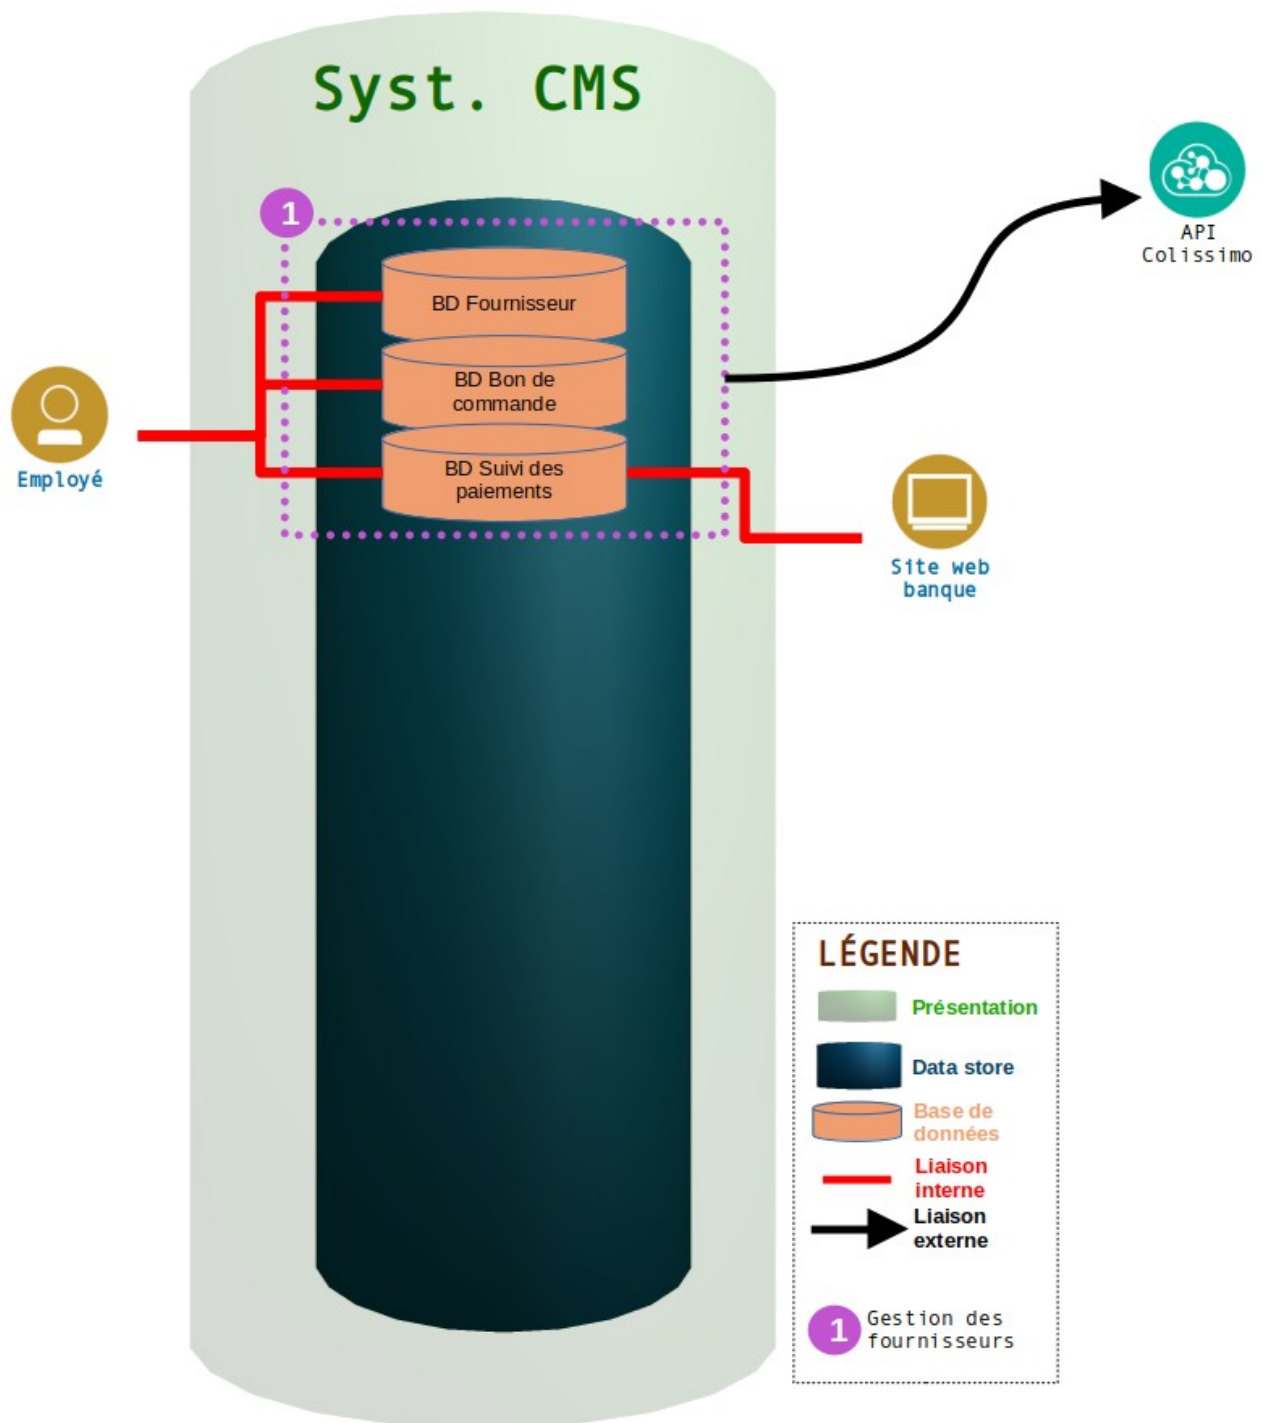 Syst. CMS
1
API
Colissimo
BD Fournisseur
BD Bon de
commande
BD Suivi des
paiements
Employé
Site web
banque
LÉGENDE
Présentation
Data store
Base de
données
Liaison
interne
Liaison
externe
1 Gestion des
fournisseurs